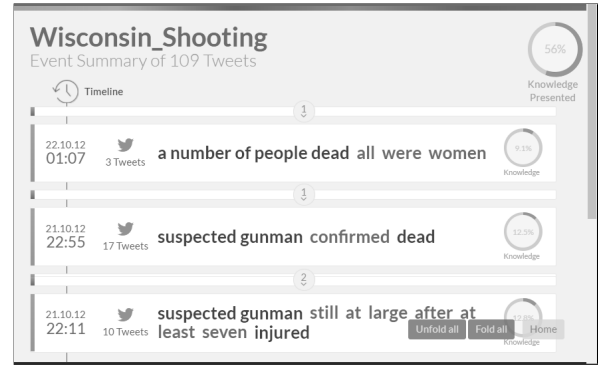 Wisconsin_Shooting
Event Summary of 109 Tweets
56%
Knowledge
Presented
Timeline
1
22.10.12
01:07
3 Tweets
a number of people dead all were women
9.1%
Knowledge
1
21.10.12
22:55
17 Tweets
suspected gunman confirmed dead
12.5%
Knowledge
2
21.10.12
22:11
10 Tweets
suspected gunman still at large after at
least seven injured
Knowledge
Unfold all
Fold all
Home